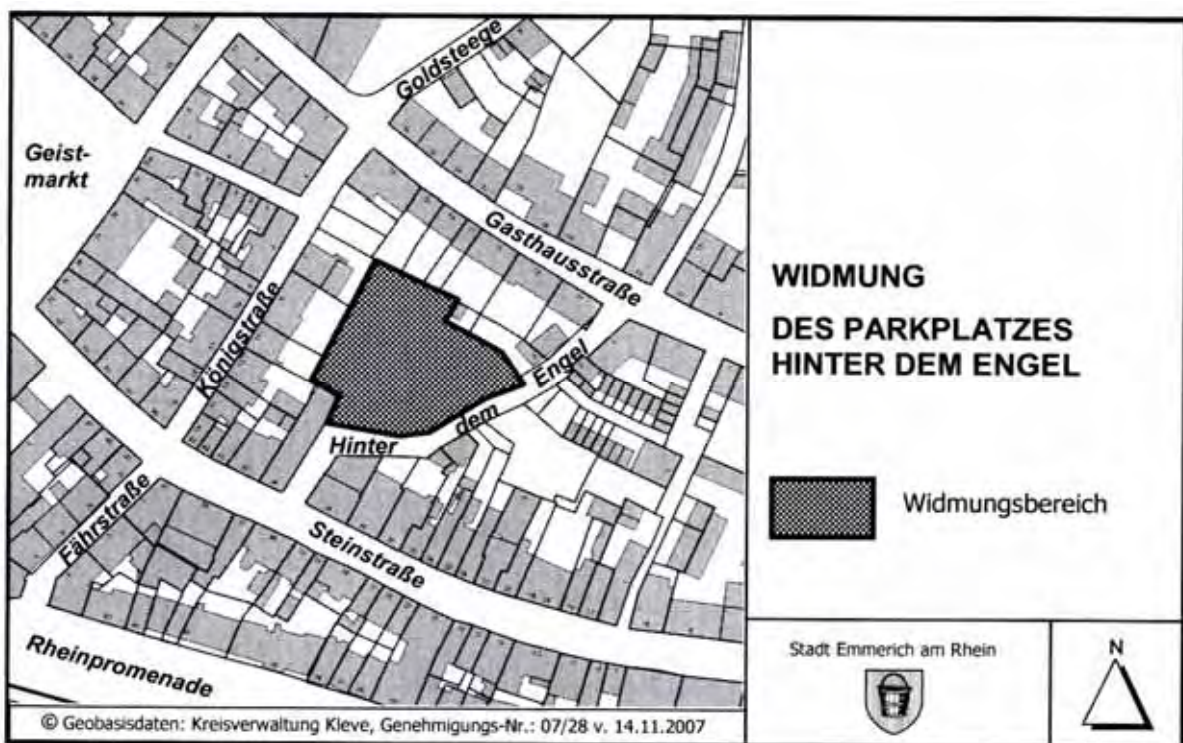 Goldsteege
Geist-
markt
Gasthausstraße
Königstraße
Hinter dem Engel
Fährstraße
Steinstraße
Rheinpromenade
© Geobasisdaten: Kreisverwaltung Kleve, Genehmigungs-Nr.: 07/28 v. 14.11.2007
WIDMUNG
DES PARKPLATZES
HINTER DEM ENGEL
Widmungsbereich
Stadt Emmerich am Rhein
N